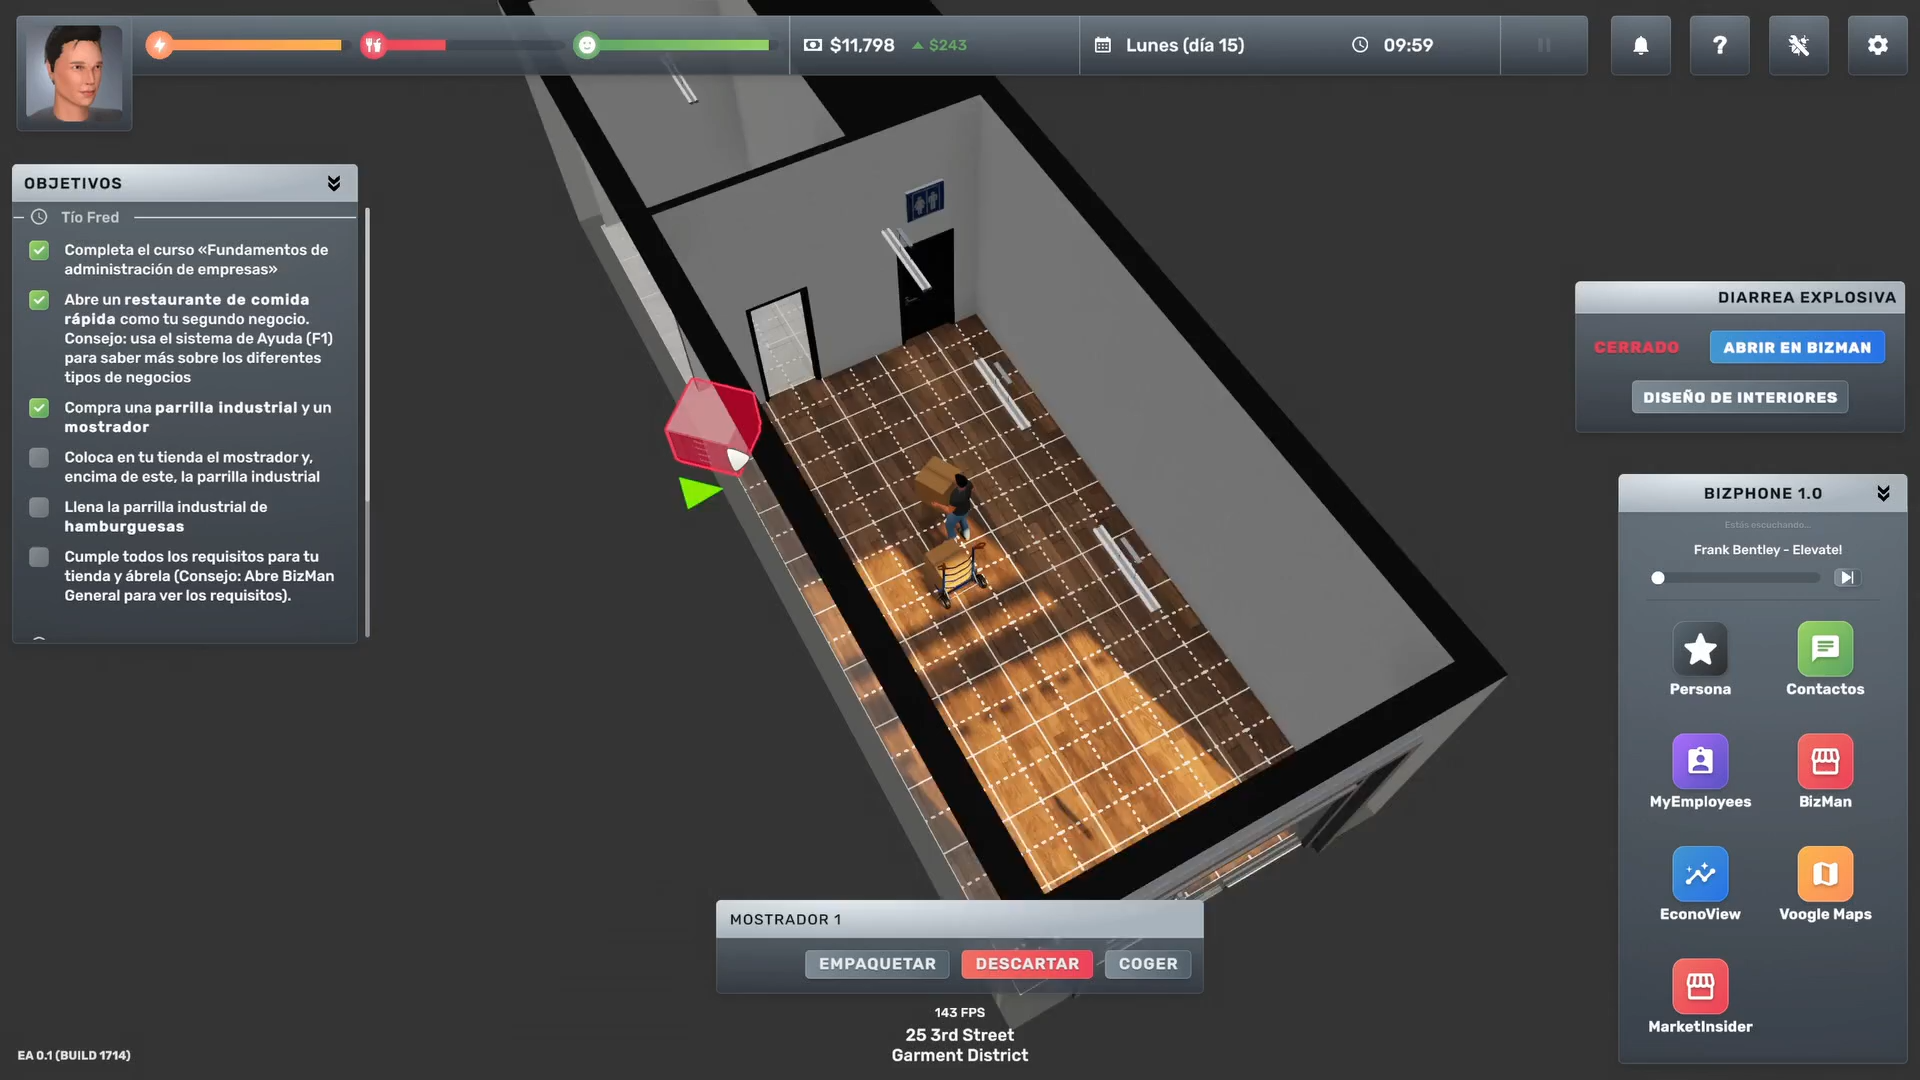 $11,798
$243
Lunes (día 15)
09:59
?
OBJETIVOS
Tío Fred
Completa el curso «Fundamentos de
administración de empresas»
Abre un restaurante de comida
rápida como tu segundo negocio.
Consejo: usa el sistema de Ayuda (F1)
para saber más sobre los diferentes
tipos de negocios
Compra una parrilla industrial y un
mostrador
Coloca en tu tienda el mostrador y,
encima de este, la parrilla industrial
Llena la parrilla industrial de
hamburguesas
Cumple todos los requisitos para tu
tienda y ábrela (Consejo: Abre BizMan
General para ver los requisitos).
DIARREA EXPLOSIVA
CERRADO
ABRIR EN BIZMAN
DISEÑO DE INTERIORES
BIZPHONE 1.0
Estás escuchando...
Frank Bentley - Elevate!
Persona
Contactos
MyEmployees
BizMan
EconoView
Voogle Maps
MarketInsider
MOSTRADOR 1
EMPAQUETAR
DESCARTAR
COGER
143 FPS
25 3rd Street
Garment District
EA 0.1 (BUILD 1714)